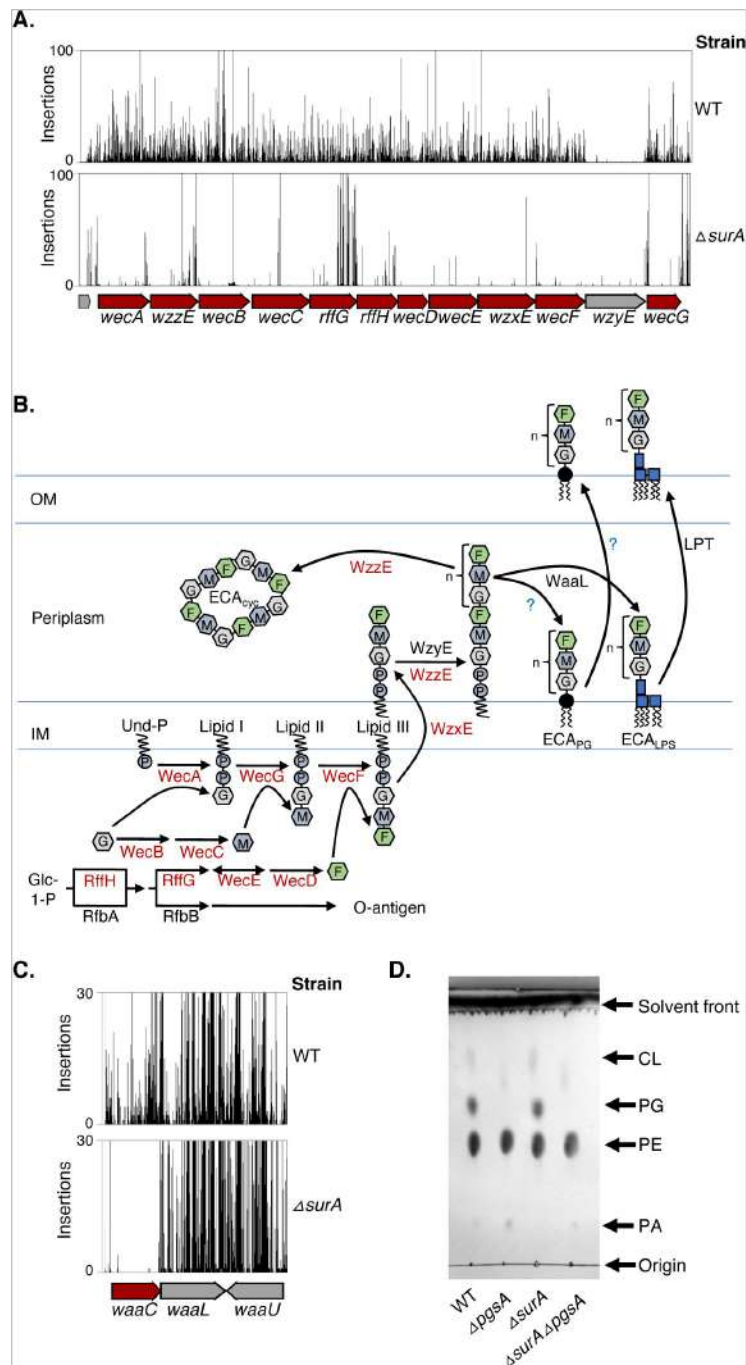 A.
Strain
100
Insertions
0
WT
100
Insertions
0
ΔsurA
wecA wzzE wecB wecC rffG rffH wecD wecE wzxE wecF wzyE wecG
B.
F
M
G
n
F
M
G
n
OM
?
LPT
Periplasm
G M F G M F G M F G M F
ECAcyc
WzzE
n
F
M
G
F
M
G
P
P
WaaL
?
F
M
G
P
P
WzyE
WzzE
n
F
M
G
n
F
M
G
ECAPG
ECALPS
WzxE
IM
Und-P
Lipid I
Lipid II
Lipid III
P
P
P
G
P
P
G
M
P
P
G
M
F
WecA
WecG
WecF
G
WecB
WecC
M
Glc-1-P
RffH
RfbA
RffG
RfbB
WecE
WecD
F
O-antigen
C.
Strain
30
Insertions
0
WT
30
Insertions
0
ΔsurA
waaC waaL waaU
D.
Solvent front
CL
PG
PE
PA
Origin
WT
ΔpgsA
ΔsurA
ΔsurA ΔpgsA